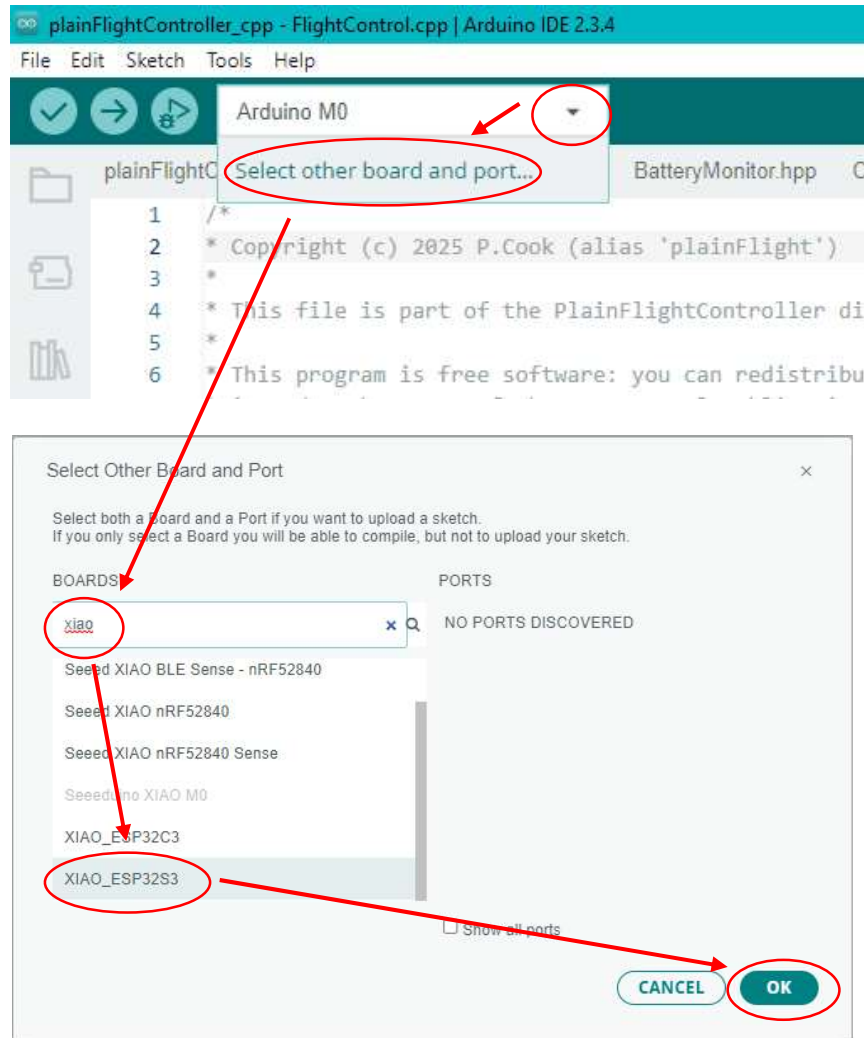 plainFlightController_cpp - FlightControl.cpp | Arduino IDE 2.3.4
File Edit Sketch Tools Help
Arduino M0
Select other board and port...
plainFlightC BatteryMonitor.hpp C
1 /*
2 * Copyright (c) 2025 P.Cook (alias 'plainFlight')
3 *
4 * This file is part of the PlainFlightController di
5 *
6 * This program is free software: you can redistribu
Select Other Board and Port
Select both a Board and a Port if you want to upload a sketch.
If you only select a Board you will be able to compile, but not to upload your sketch.
BOARDS PORTS
xiao NO PORTS DISCOVERED
Seeed XIAO BLE Sense - nRF52840
Seeed XIAO nRF52840
Seeed XIAO nRF52840 Sense
Seeeduino XIAO M0
XIAO_ESP32C3
XIAO_ESP32S3
Show all ports
CANCEL OK